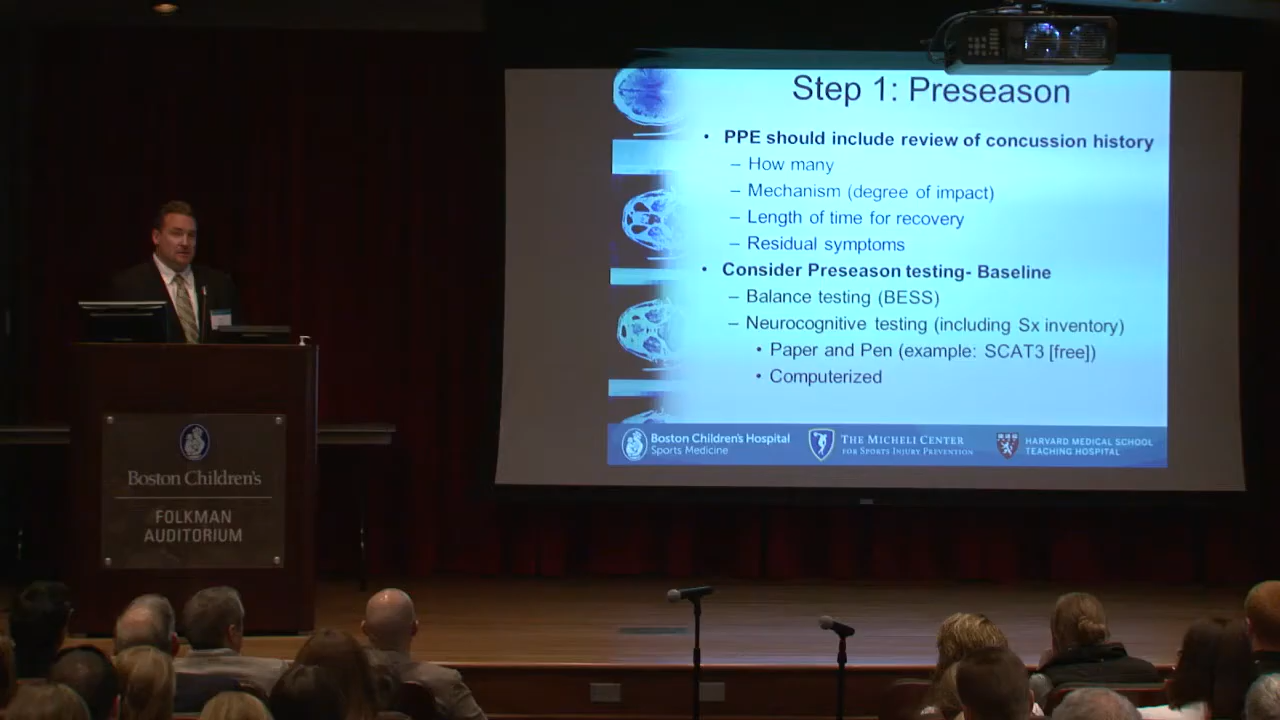 Step 1: Preseason
• PPE should include review of concussion history
– How many
– Mechanism (degree of impact)
– Length of time for recovery
– Residual symptoms
• Consider Preseason testing- Baseline
– Balance testing (BESS)
– Neurocognitive testing (including Sx inventory)
• Paper and Pen (example: SCAT3 [free])
• Computerized
Boston Children's Hospital
Sports Medicine
THE MICHELI CENTER
FOR SPORTS INJURY PREVENTION
HARVARD MEDICAL SCHOOL
TEACHING HOSPITAL
Boston Children's
FOLKMAN
AUDITORIUM